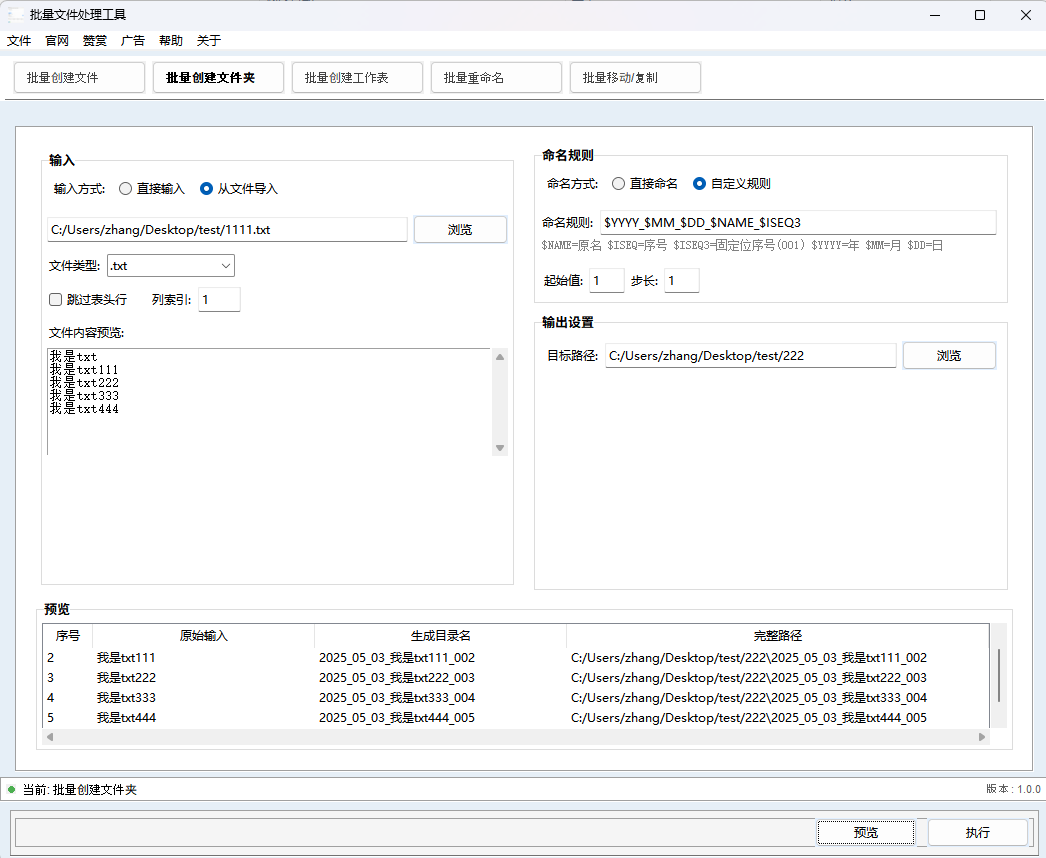 批量文件处理工具
文件 官网 赞赏 广告 帮助 关于
批量创建文件 批量创建文件夹 批量创建工作表 批量重命名 批量移动/复制
输入
输入方式: 直接输入 从文件导入
C:/Users/zhang/Desktop/test/1111.txt 浏览
文件类型: .txt
跳过表头行 列索引: 1
文件内容预览:
我是txt
我是txt111
我是txt222
我是txt333
我是txt444
命名规则
命名方式: 直接命名 自定义规则
命名规则: $YYYY_$MM_$DD_$NAME_$ISEQ3
$NAME=原名 $ISEQ=序号 $ISEQ3=固定位序号(001) $YYYY=年 $MM=月 $DD=日
起始值: 1 步长: 1
输出设置
目标路径: C:/Users/zhang/Desktop/test/222 浏览
预览
序号 原始输入 生成目录名 完整路径
2 我是txt111 2025_05_03_我是txt111_002 C:/Users/zhang/Desktop/test/222\2025_05_03_我是txt111_002
3 我是txt222 2025_05_03_我是txt222_003 C:/Users/zhang/Desktop/test/222\2025_05_03_我是txt222_003
4 我是txt333 2025_05_03_我是txt333_004 C:/Users/zhang/Desktop/test/222\2025_05_03_我是txt333_004
5 我是txt444 2025_05_03_我是txt444_005 C:/Users/zhang/Desktop/test/222\2025_05_03_我是txt444_005
当前: 批量创建文件夹 版本 : 1.0.0
预览 执行